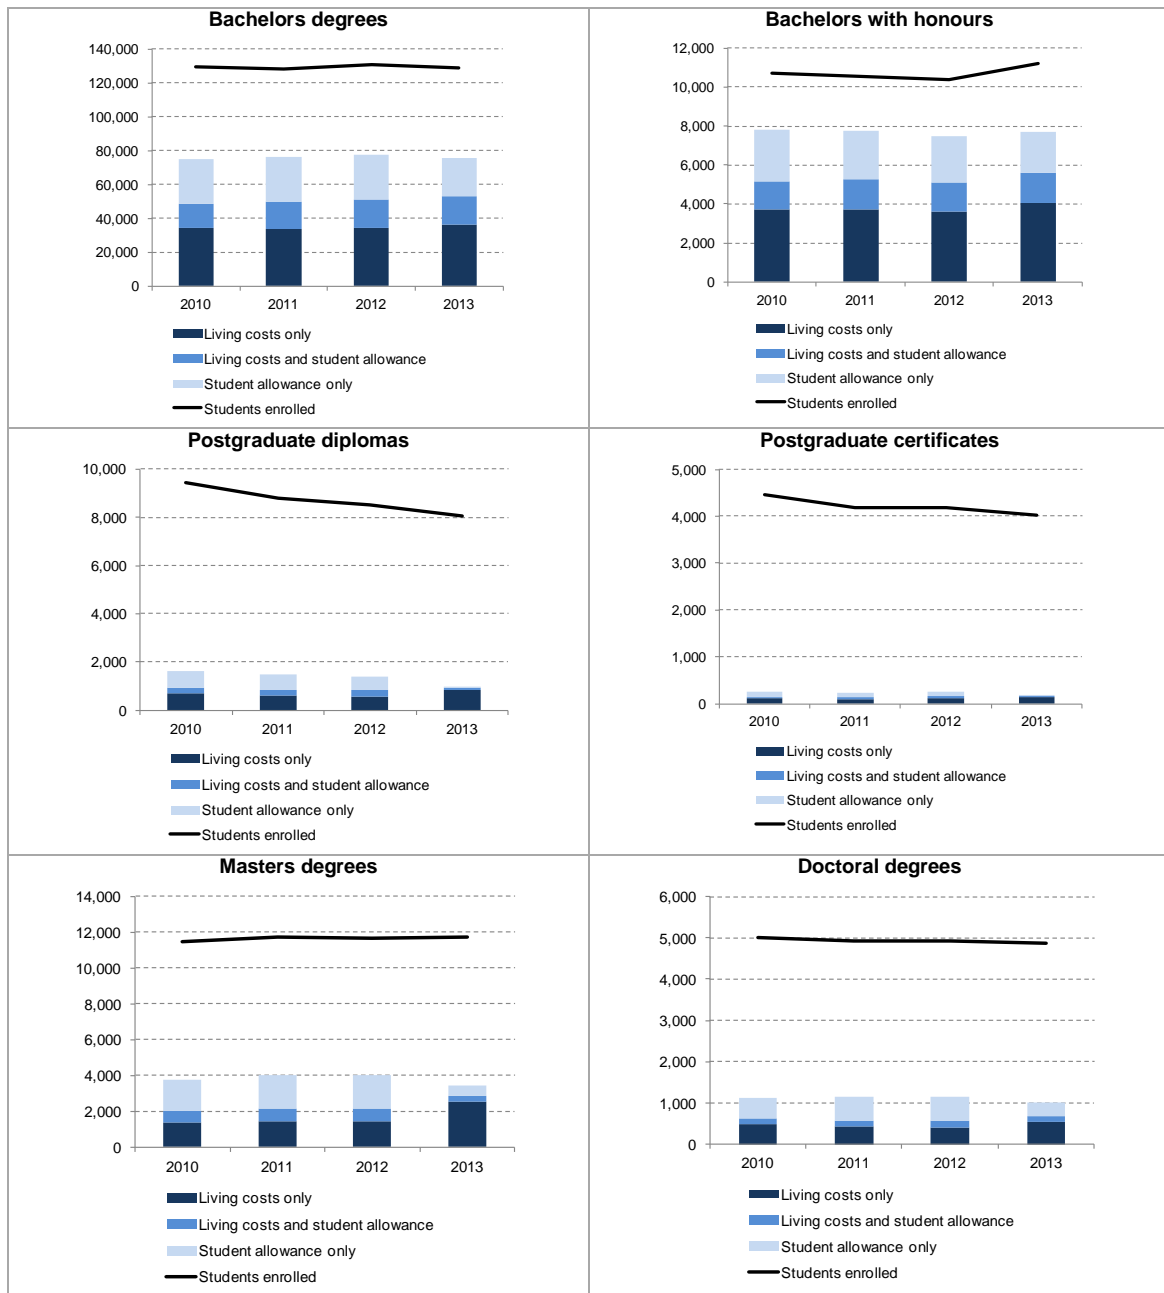 Bachelors degrees
140,000
120,000
100,000
80,000
60,000
40,000
20,000
0
2010 2011 2012 2013
Living costs only
Living costs and student allowance
Student allowance only
Students enrolled
Bachelors with honours
12,000
10,000
8,000
6,000
4,000
2,000
0
2010 2011 2012 2013
Living costs only
Living costs and student allowance
Student allowance only
Students enrolled
Postgraduate diplomas
10,000
8,000
6,000
4,000
2,000
0
2010 2011 2012 2013
Living costs only
Living costs and student allowance
Student allowance only
Students enrolled
Postgraduate certificates
5,000
4,000
3,000
2,000
1,000
0
2010 2011 2012 2013
Living costs only
Living costs and student allowance
Student allowance only
Students enrolled
Masters degrees
14,000
12,000
10,000
8,000
6,000
4,000
2,000
0
2010 2011 2012 2013
Living costs only
Living costs and student allowance
Student allowance only
Students enrolled
Doctoral degrees
6,000
5,000
4,000
3,000
2,000
1,000
0
2010 2011 2012 2013
Living costs only
Living costs and student allowance
Student allowance only
Students enrolled